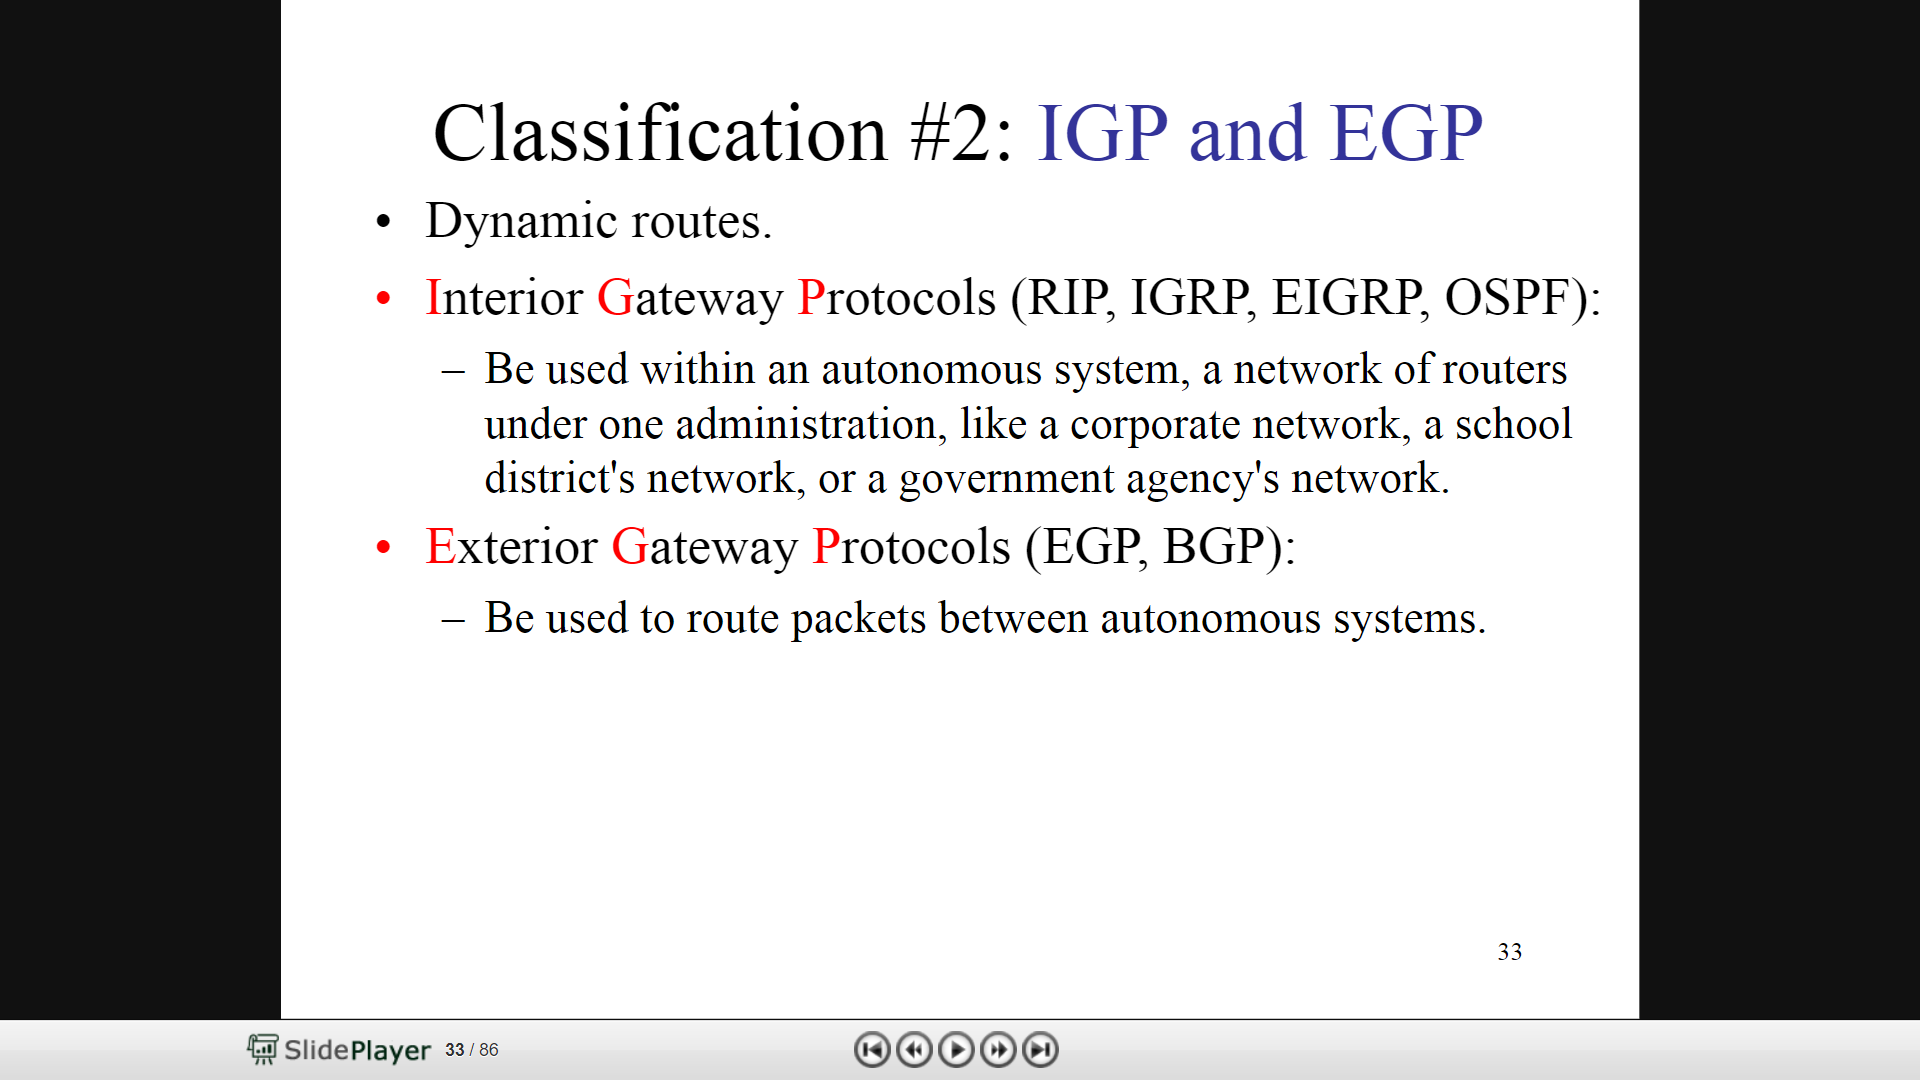 Classification #2: IGP and EGP
• Dynamic routes.
• Interior Gateway Protocols (RIP, IGRP, EIGRP, OSPF):
– Be used within an autonomous system, a network of routers
under one administration, like a corporate network, a school
district's network, or a government agency's network.
• Exterior Gateway Protocols (EGP, BGP):
– Be used to route packets between autonomous systems.
33
SlidePlayer 33 / 86